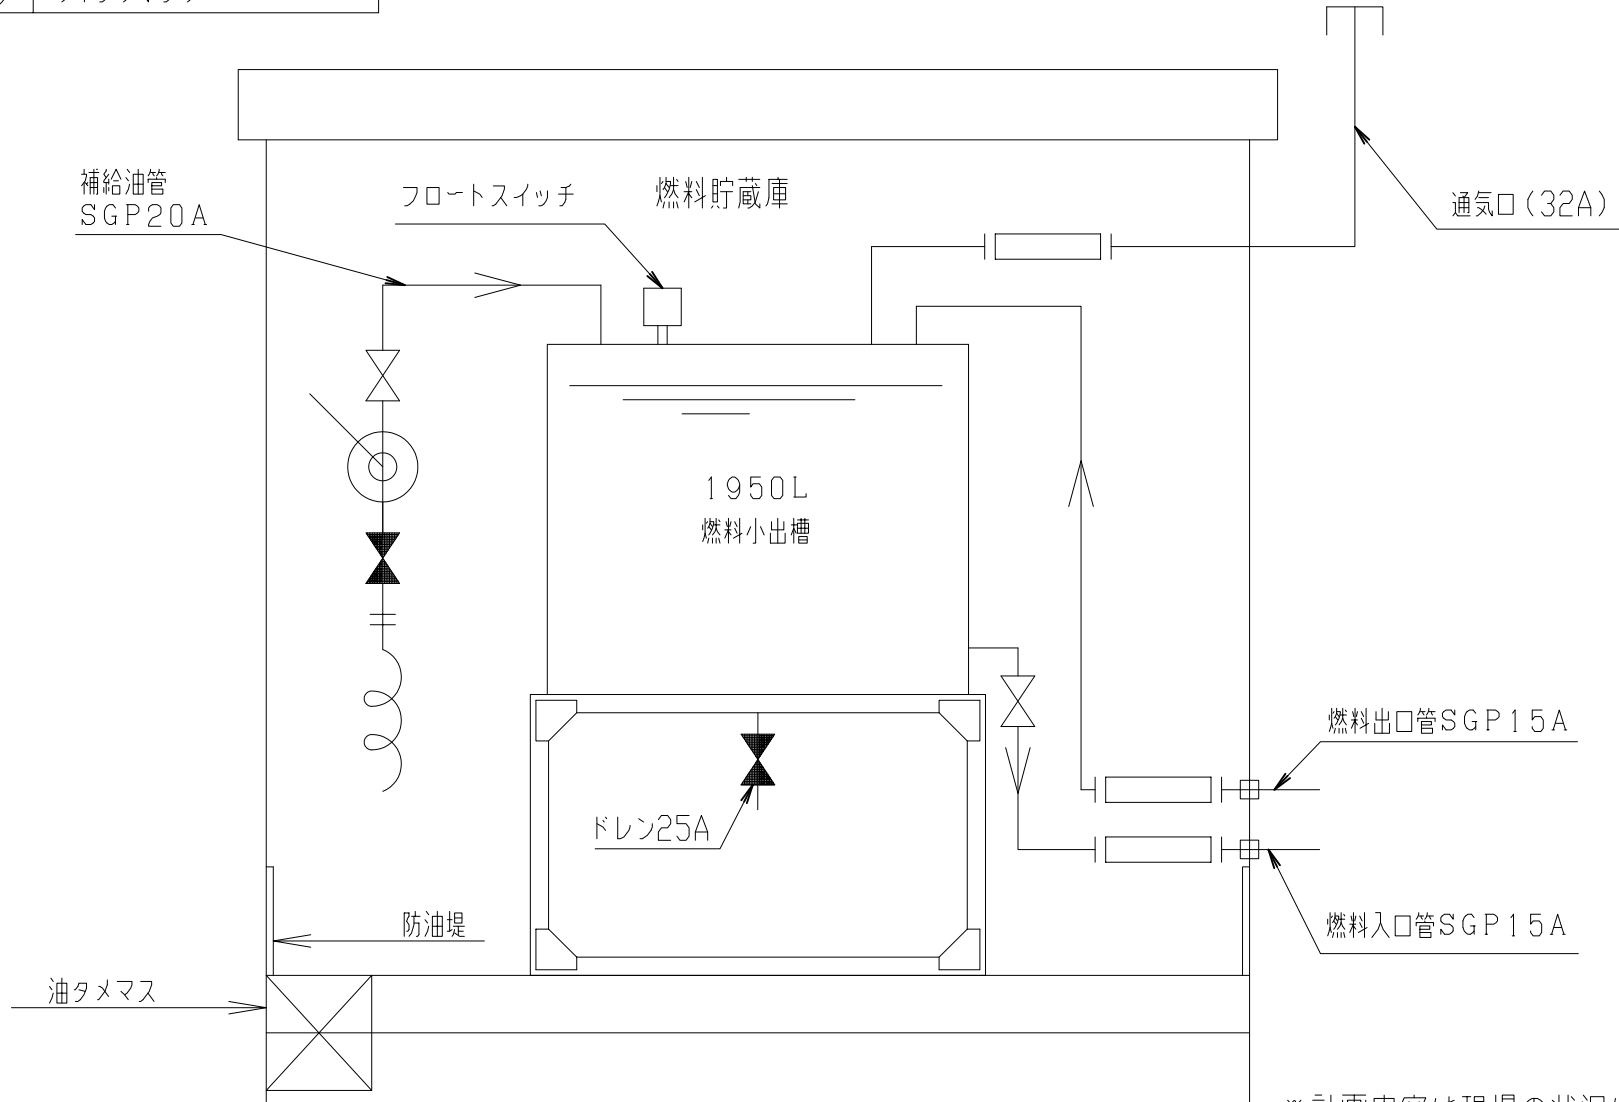 補給油管
SGP20A
フロートスイッチ
燃料貯蔵庫
通気口(32A)
1950L
燃料小出槽
燃料出口管SGP15A
ドレン25A
防油堤
燃料入口管SGP15A
油タメマス